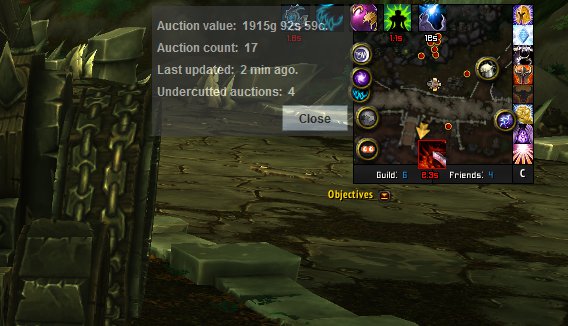 Auction value: 1915g 92s 59c.
Auction count: 17
Last updated: 2 min ago.
Undercutted auctions: 4
Close
1.8s
1.1s
18s
Guild: 6
2.3s
Friends: 4
C
Objectives